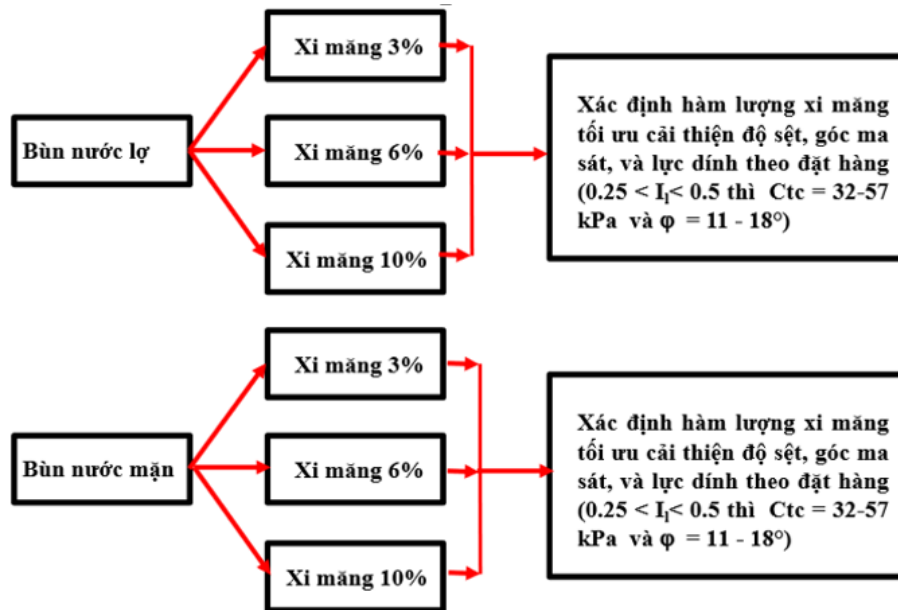 Bùn nước lợ
Xi măng 3%
Xi măng 6%
Xi măng 10%
Xác định hàm lượng xi măng
tối ưu cải thiện độ sệt, góc ma
sát, và lực dính theo đặt hàng
(0.25 < Iₗ< 0.5 thì Ctc = 32-57
kPa và φ = 11 - 18°)
Bùn nước mặn
Xi măng 3%
Xi măng 6%
Xi măng 10%
Xác định hàm lượng xi măng
tối ưu cải thiện độ sệt, góc ma
sát, và lực dính theo đặt hàng
(0.25 < Iₗ< 0.5 thì Ctc = 32-57
kPa và φ = 11 - 18°)